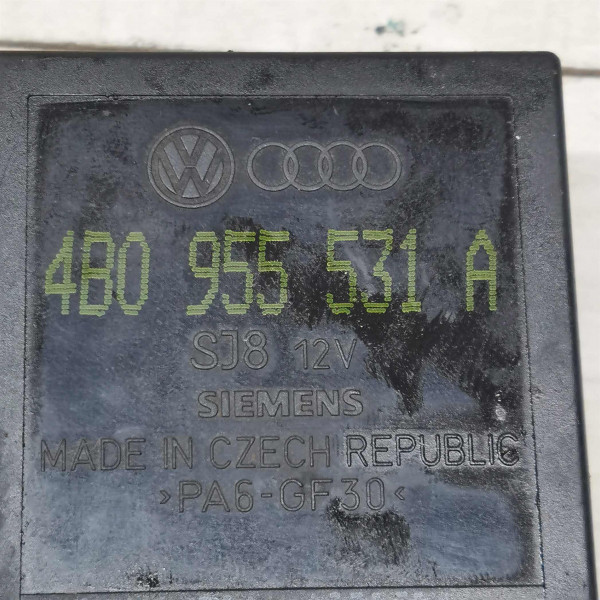 4B0 955 531 A
SJ8 12V
SIEMENS
MADE IN CZECH REPUBLIC
>PA6-GF30<